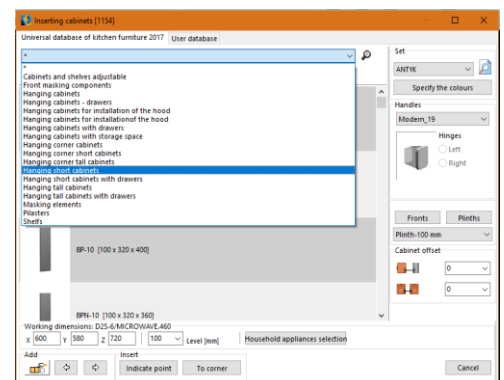 Inserting cabinets [1154]
Universal database of kitchen furniture 2017 User database
*
*
Cabinets and shelves adjustable
Front masking components
Hanging cabinets
Hanging cabinets - drawers
Hanging cabinets for installation of the hood
Hanging cabinets for installationof the hood
Hanging cabinets with drawers
Hanging cabinets with storage space
Hanging corner cabinets
Hanging corner short cabinets
Hanging corner tall cabinets
Hanging short cabinets
Hanging short cabinets with drawers
Hanging tall cabinets
Hanging tall cabinets with drawers
Masking elements
Pilasters
Shelfs
BP-10 [100 x 320 x 400]
BPN-10 [100 x 320 x 360]
Set
ANTYK
Specify the colours
Handles
Modern_19
Hinges
Left
Right
Fronts Plinths
Plinth-100 mm
Cabinet offset
0
0
Working dimensions: D2S-6/MICROWAVE.460
X 600 Y 580 Z 720 100 Level [mm] Household appliances selection
Add Insert
Indicate point To corner Cancel